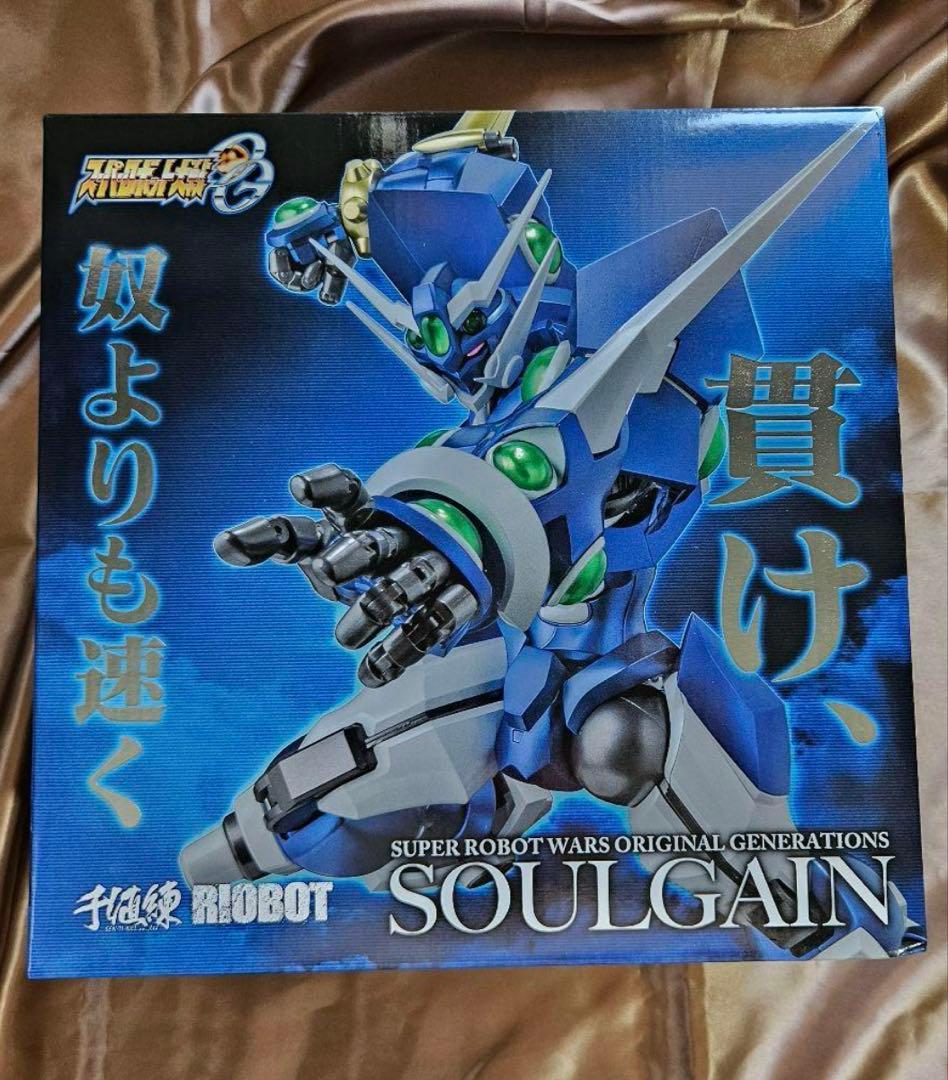 スーパーロボット大戦OG
貫け、
奴よりも速く
SUPER ROBOT WARS ORIGINAL GENERATIONS
SOULGAIN
千値練
RIOBOT